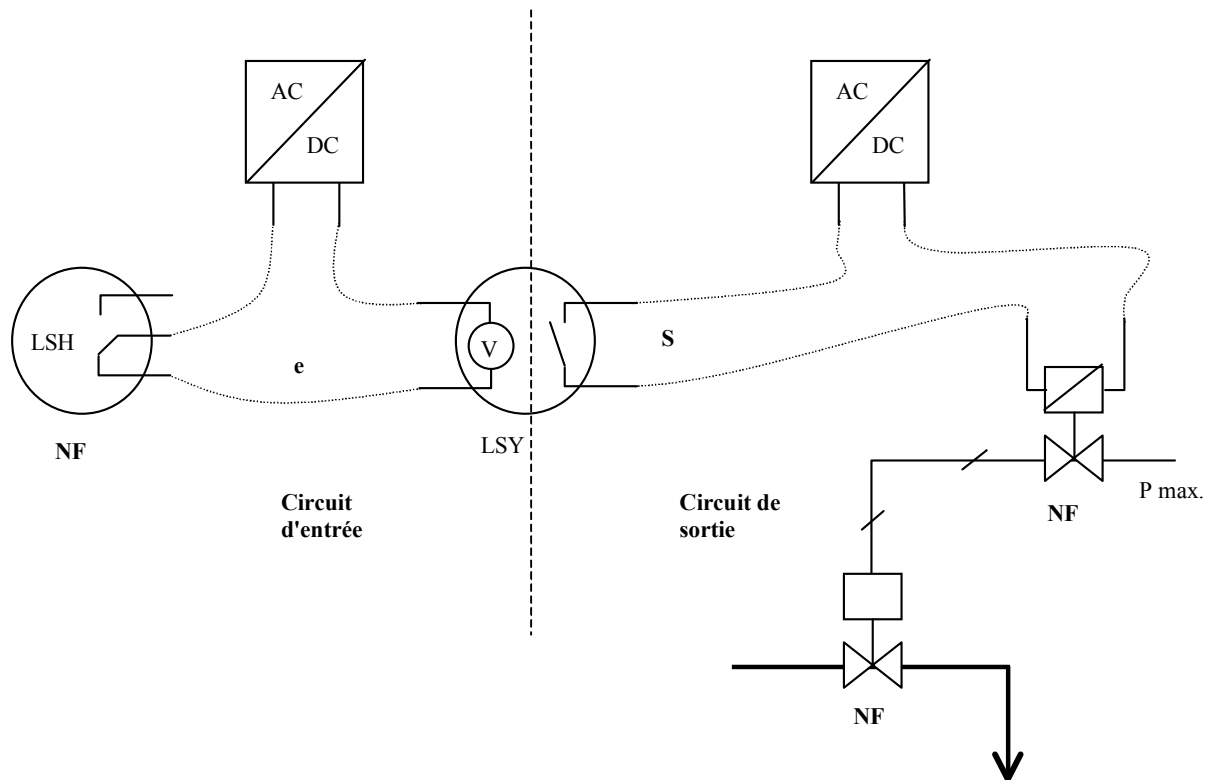 AC
DC
AC
DC
LSH
e
V
S
NF
LSY
P max.
Circuit
d'entrée
Circuit de
sortie
NF
NF